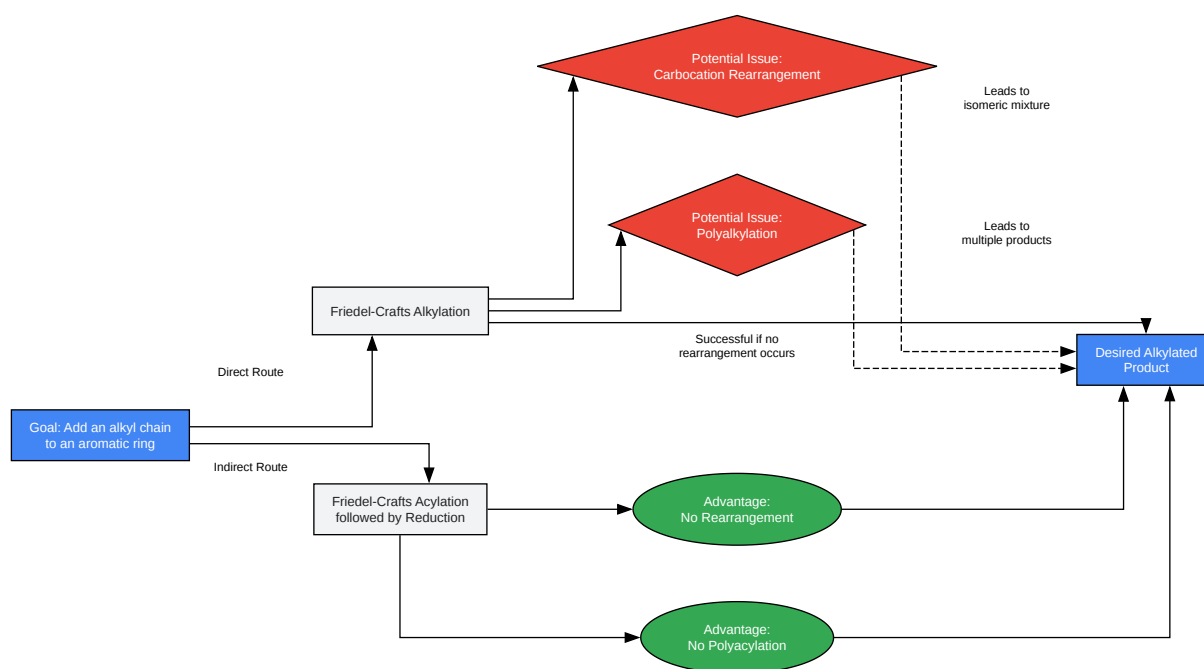 Potential Issue:
Carbocation Rearrangement
Leads to
isomeric mixture
Potential Issue:
Polyalkylation
Leads to
multiple products
Friedel-Crafts Alkylation
Successful if no
rearrangement occurs
Desired Alkylated
Product
Direct Route
Goal: Add an alkyl chain
to an aromatic ring
Indirect Route
Friedel-Crafts Acylation
followed by Reduction
Advantage:
No Rearrangement
Advantage:
No Polyacylation